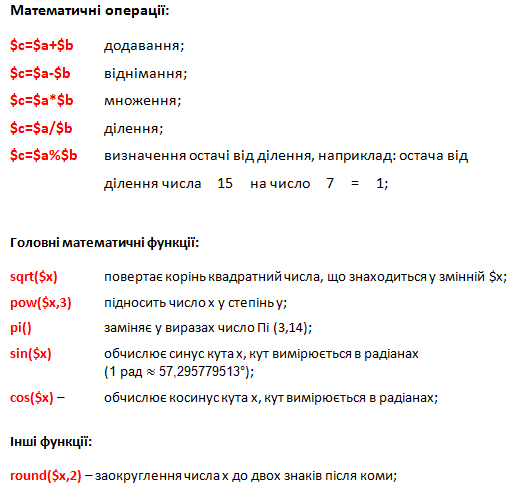 Математичні операції:
$c=$a+$b додавання;
$c=$a-$b віднімання;
$c=$a*$b множення;
$c=$a/$b ділення;
$c=$a%$b визначення остачі від ділення, наприклад: остача від
ділення числа 15 на число 7 = 1;
Головні математичні функції:
sqrt($x) повертає корінь квадратний числа, що знаходиться у змінній $x;
pow($x,3) підносить число x у степінь y;
pi() заміняє у виразах число Пі (3,14);
sin($x) обчислює синус кута x, кут вимірюється в радіанах
(1 рад ≈ 57,295779513°);
cos($x) – обчислює косинус кута x, кут вимірюється в радіанах;
Інші функції:
round($x,2) – заокруглення числа x до двох знаків після коми;